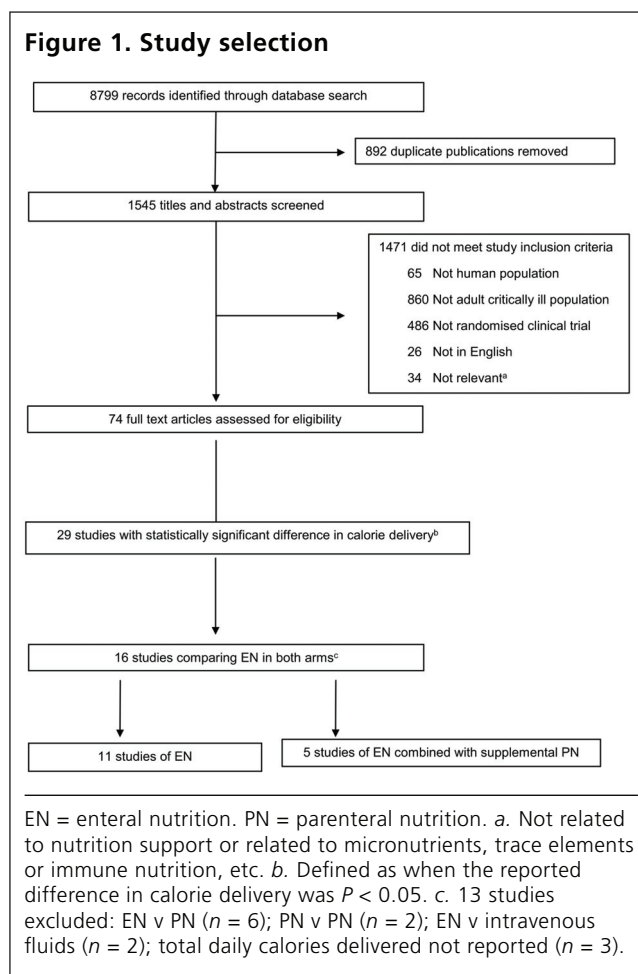 Figure 1. Study selection
8799 records identified through database search
892 duplicate publications removed
1545 titles and abstracts screened
1471 did not meet study inclusion criteria
65 Not human population
860 Not adult critically ill population
486 Not randomised clinical trial
26 Not in English
34 Not relevantᵃ
74 full text articles assessed for eligibility
29 studies with statistically significant difference in calorie deliveryᵇ
16 studies comparing EN in both armsᶜ
11 studies of EN
5 studies of EN combined with supplemental PN
EN = enteral nutrition. PN = parenteral nutrition. a. Not related
to nutrition support or related to micronutrients, trace elements
or immune nutrition, etc. b. Defined as when the reported
difference in calorie delivery was P < 0.05. c. 13 studies
excluded: EN v PN (n = 6); PN v PN (n = 2); EN v intravenous
fluids (n = 2); total daily calories delivered not reported (n = 3).